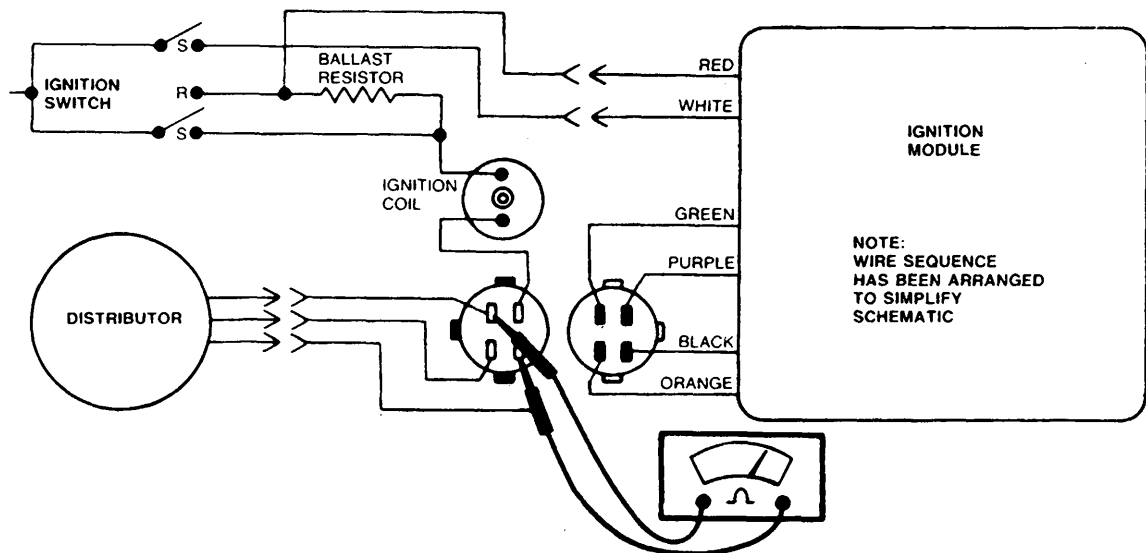 RED
BALLAST
RESISTOR
S
IGNITION
SWITCH
R
WHITE
S
IGNITION
MODULE
IGNITION
COIL
GREEN
PURPLE
NOTE:
WIRE SEQUENCE
HAS BEEN ARRANGED
TO SIMPLIFY
SCHEMATIC
DISTRIBUTOR
BLACK
ORANGE
Ω